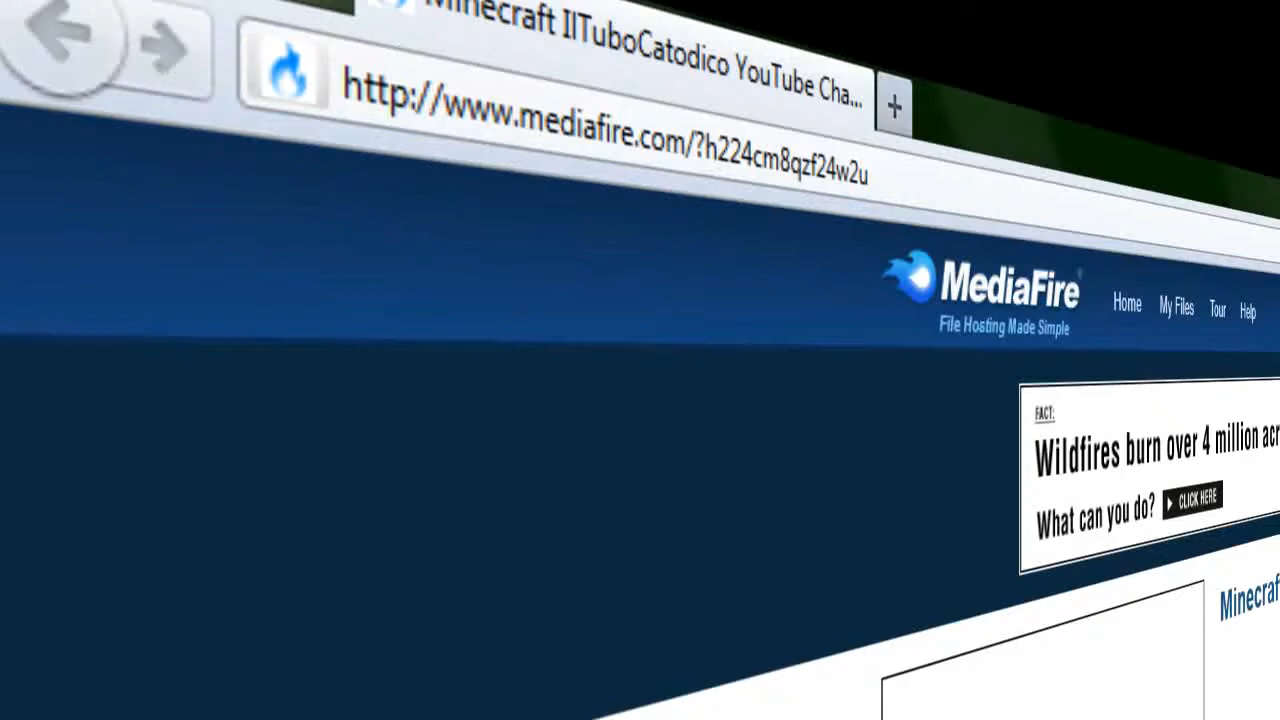 Minecraft IlTuboCatodico YouTube Cha...
http://www.mediafire.com/?h224cm8qzf24w2u
MediaFire
File Hosting Made Simple
Home My Files Tour Help
FACT:
Wildfires burn over 4 million acr
What can you do? CLICK HERE
Minecraf